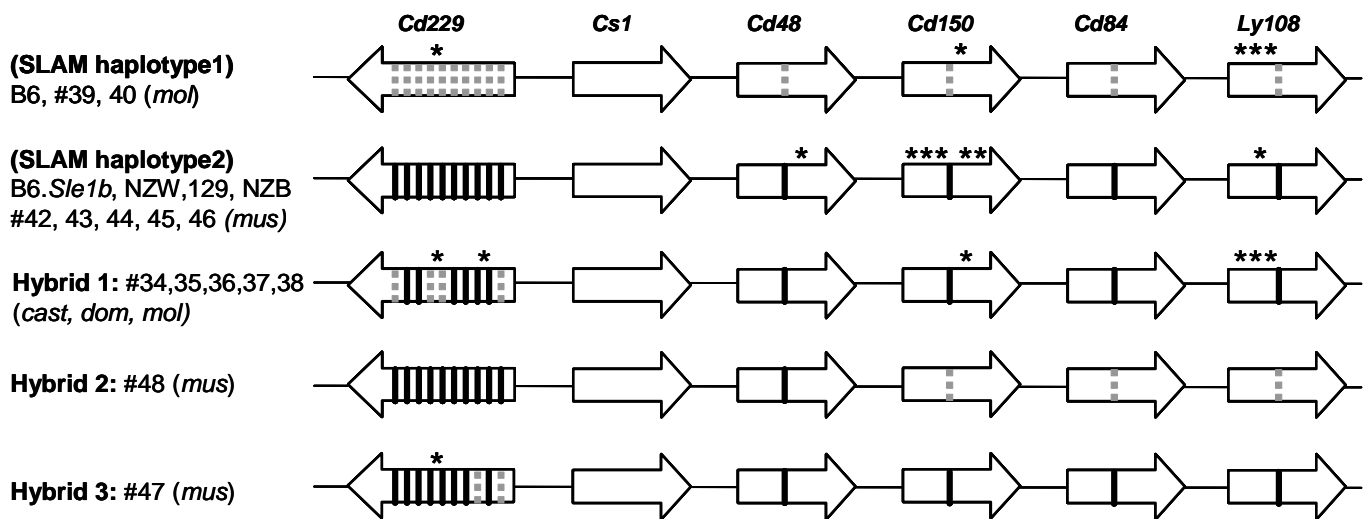 Cd229 Cs1 Cd48 Cd150 Cd84 Ly108
* * ***
(SLAM haplotype1)
B6, #39, 40 (mol)
* *** ** *
(SLAM haplotype2)
B6.Sle1b, NZW,129, NZB
#42, 43, 44, 45, 46 (mus)
* * * ***
Hybrid 1: #34,35,36,37,38
(cast, dom, mol)
Hybrid 2: #48 (mus)
*
Hybrid 3: #47 (mus)